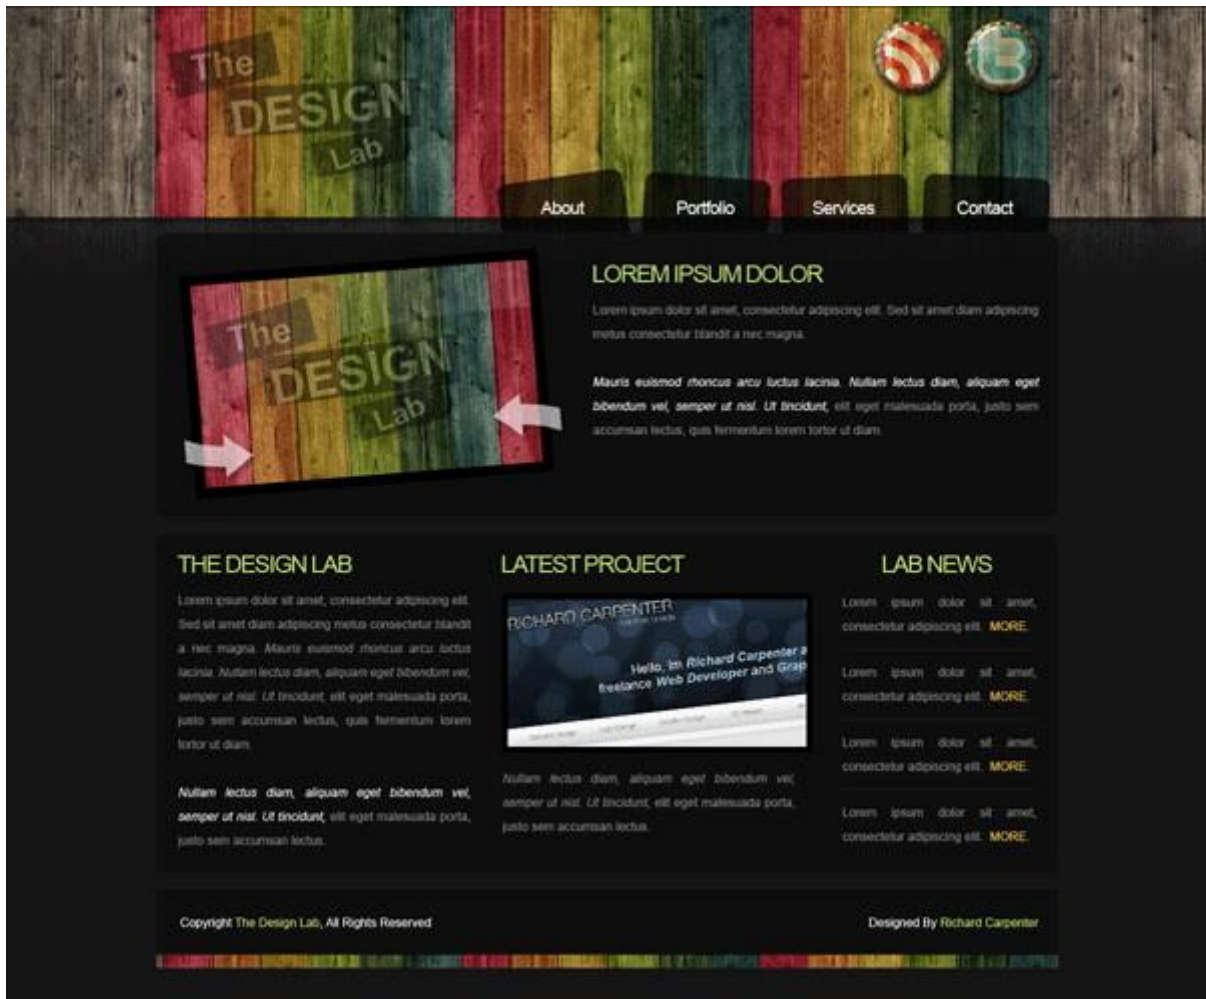 The
DESIGN
Lab
About
Portfolio
Services
Contact
The
DESIGN
Lab
LOREM IPSUM DOLOR
Lorem ipsum dolor sit amet, consectetur adipiscing elit. Sed sit amet diam adipiscing
metus consectetur blandit a nec magna.
Mauris euismod rhoncus arcu luctus lacinia. Nullam lectus diam, aliquam eget
bibendum vel, semper ut nisl. Ut tincidunt, elit eget malesuada porta, justo sem
accumsan lectus, quis fermentum lorem tortor ut diam.
THE DESIGN LAB
Lorem ipsum dolor sit amet, consectetur adipiscing elit.
Sed sit amet diam adipiscing metus consectetur blandit
a nec magna. Mauris euismod rhoncus arcu luctus
lacinia. Nullam lectus diam, aliquam eget bibendum vel,
semper ut nisl. Ut tincidunt, elit eget malesuada porta,
justo sem accumsan lectus, quis fermentum lorem
tortor ut diam.
Nullam lectus diam, aliquam eget bibendum vel,
semper ut nisl. Ut tincidunt, elit eget malesuada porta,
justo sem accumsan lectus.
LATEST PROJECT
RICHARD CARPENTER
Hello, Im Richard Carpenter a
freelance Web Developer and Grap
Nullam lectus diam, aliquam eget bibendum vel,
semper ut nisl. Ut tincidunt, elit eget malesuada porta,
justo sem accumsan lectus.
LAB NEWS
Lorem ipsum dolor sit amet,
consectetur adipiscing elit. MORE.
Lorem ipsum dolor sit amet,
consectetur adipiscing elit. MORE.
Lorem ipsum dolor sit amet,
consectetur adipiscing elit. MORE.
Lorem ipsum dolor sit amet,
consectetur adipiscing elit. MORE.
Copyright The Design Lab, All Rights Reserved
Designed By Richard Carpenter